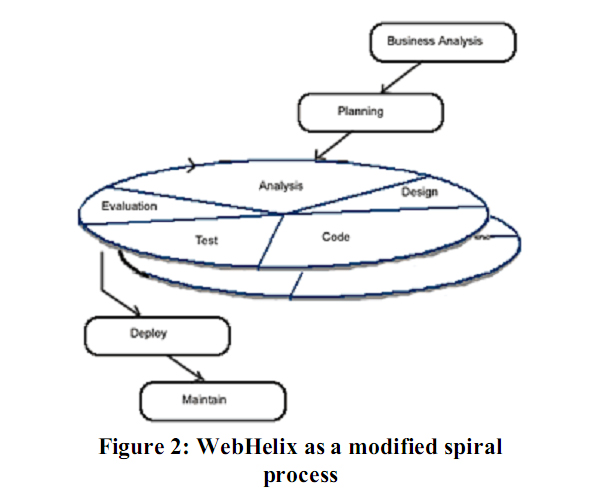 Business Analysis
Planning
Analysis
Design
Evaluation
Test
Code
Deploy
Maintain
Figure 2: WebHelix as a modified spiral
process